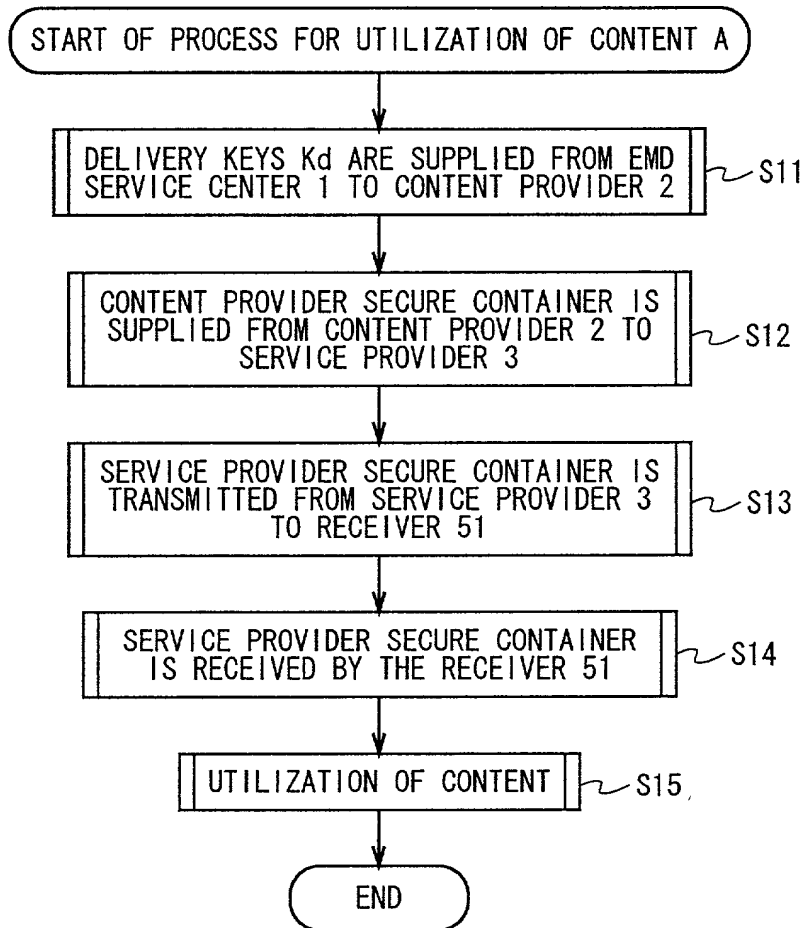 START OF PROCESS FOR UTILIZATION OF CONTENT A
DELIVERY KEYS Kd ARE SUPPLIED FROM EMD
SERVICE CENTER 1 TO CONTENT PROVIDER 2
S11
CONTENT PROVIDER SECURE CONTAINER IS
SUPPLIED FROM CONTENT PROVIDER 2 TO
SERVICE PROVIDER 3
S12
SERVICE PROVIDER SECURE CONTAINER IS
TRANSMITTED FROM SERVICE PROVIDER 3
TO RECEIVER 51
S13
SERVICE PROVIDER SECURE CONTAINER
IS RECEIVED BY THE RECEIVER 51
S14
UTILIZATION OF CONTENT
S15
END